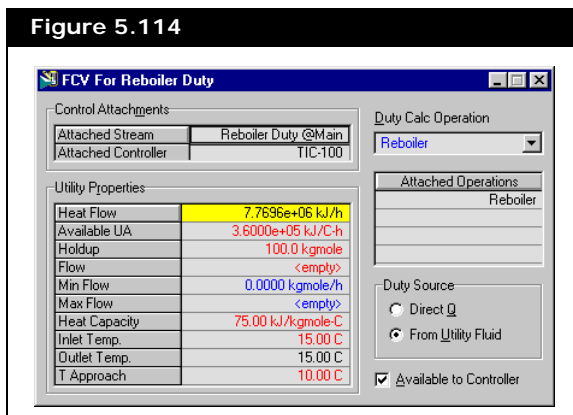 Figure 5.114
FCV For Reboiler Duty
Control Attachments
Attached Stream Reboiler Duty @Main
Attached Controller TIC-100
Utility Properties
Heat Flow 7.7696e+06 kJ/h
Available UA 3.6000e+05 kJ/C-h
Holdup 100.0 kgmole
Flow <empty>
Min Flow 0.0000 kgmole/h
Max Flow <empty>
Heat Capacity 75.00 kJ/kgmole-C
Inlet Temp. 15.00 C
Outlet Temp. 15.00 C
T Approach 10.00 C
Duty Calc Operation
Reboiler
Attached Operations
Reboiler
Duty Source
Direct Q
From Utility Fluid
Available to Controller